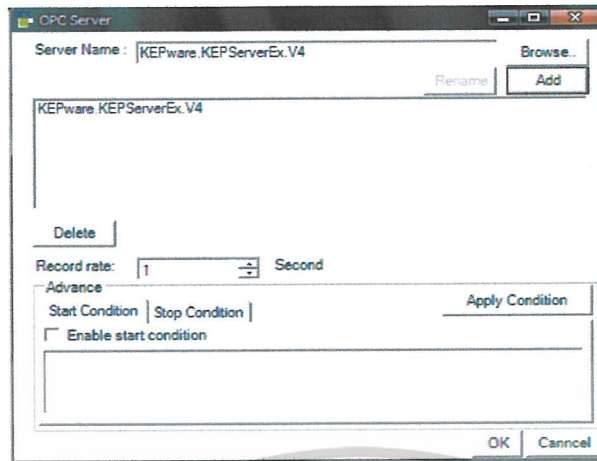 OPC Server
Server Name : KEPware.KEPServerEx.V4 Browse..
Rename Add
KEPware.KEPServerEx.V4
Delete
Record rate: 1 Second
Advance
Start Condition Stop Condition Apply Condition
Enable start condition
OK Canncel